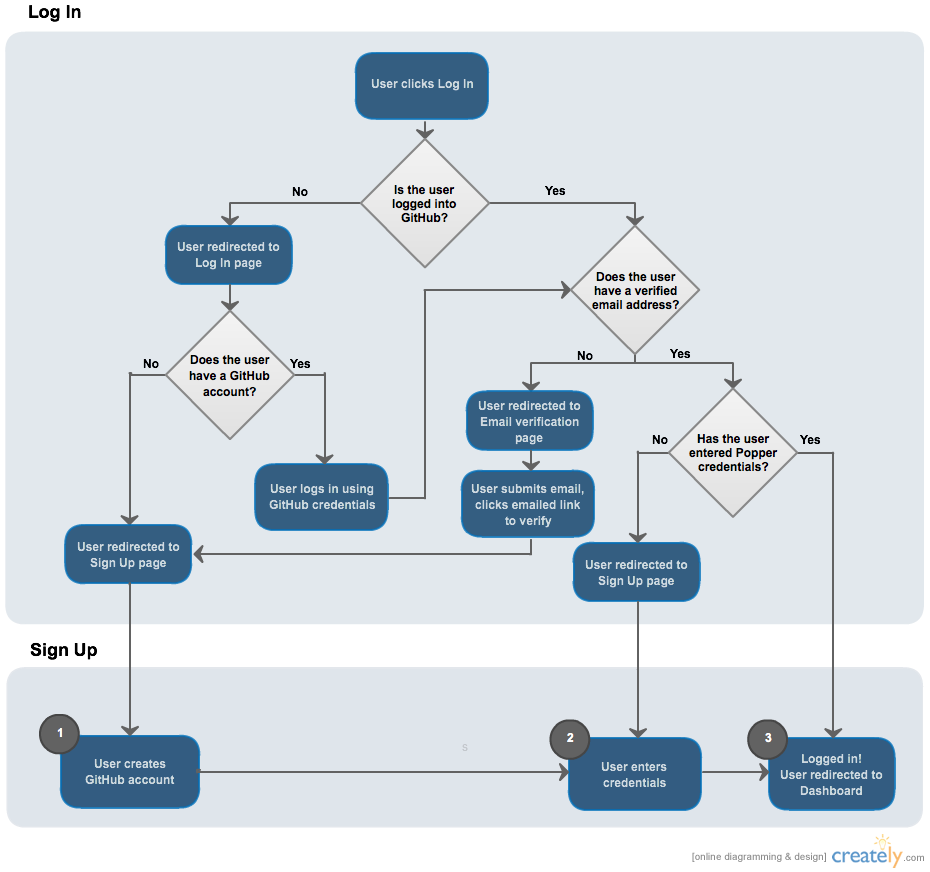 Log In
User clicks Log In
Is the user
logged into
GitHub?
No
Yes
User redirected to
Log In page
Does the user
have a verified
email address?
No
Does the user
have a GitHub
account?
Yes
No
Yes
User redirected to
Email verification
page
No
Has the user
entered Popper
credentials?
Yes
User logs in using
GitHub credentials
User submits email,
clicks emailed link
to verify
User redirected to
Sign Up page
User redirected to
Sign Up page
Sign Up
1
User creates
GitHub account
s
2
User enters
credentials
3
Logged in!
User redirected to
Dashboard
[online diagramming & design] creately.com